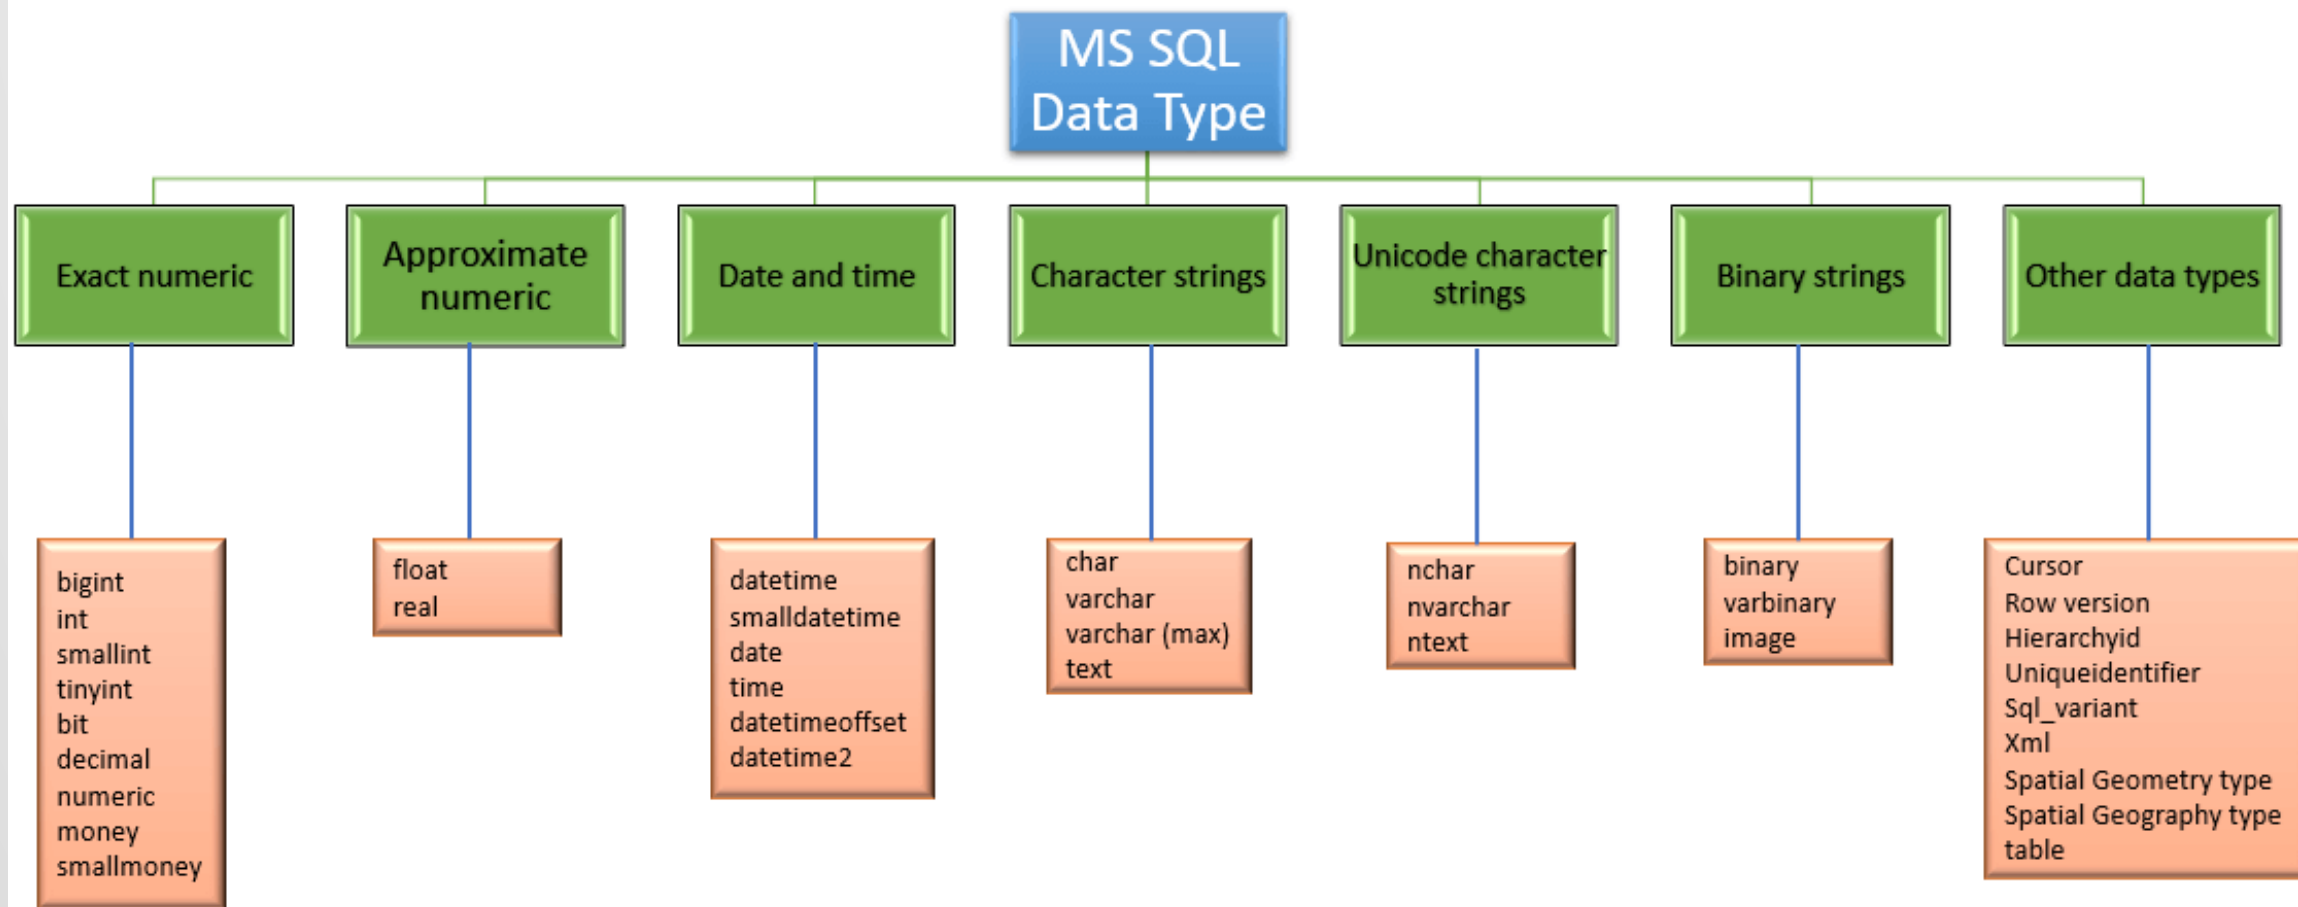 MS SQL
Data Type
Exact numeric
Approximate
numeric
Date and time
Character strings
Unicode character
strings
Binary strings
Other data types
bigint
int
smallint
tinyint
bit
decimal
numeric
money
smallmoney
float
real
datetime
smalldatetime
date
time
datetimeoffset
datetime2
char
varchar
varchar (max)
text
nchar
nvarchar
ntext
binary
varbinary
image
Cursor
Row version
Hierarchyid
Uniqueidentifier
Sql_variant
Xml
Spatial Geometry type
Spatial Geography type
table